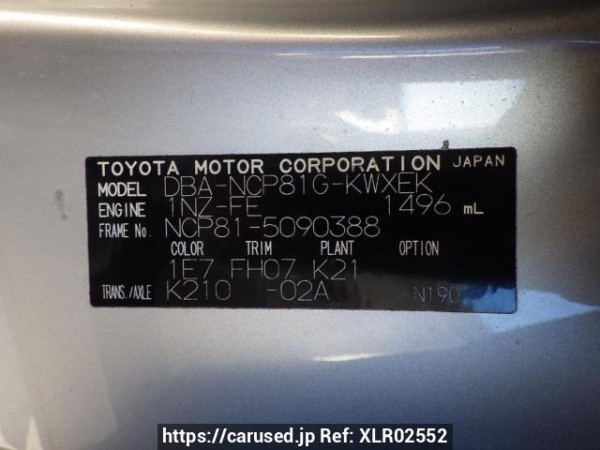 TOYOTA MOTOR CORPORATION JAPAN
MODEL DBA-NCP81G-KWXEK
ENGINE 1NZ-FE 1496 mL
FRAME No. NCP81-5090388
COLOR TRIM PLANT OPTION
1E7 FH07 K21
TRANS./AXLE K210 -02A N190
https://carused.jp Ref: XLR02552